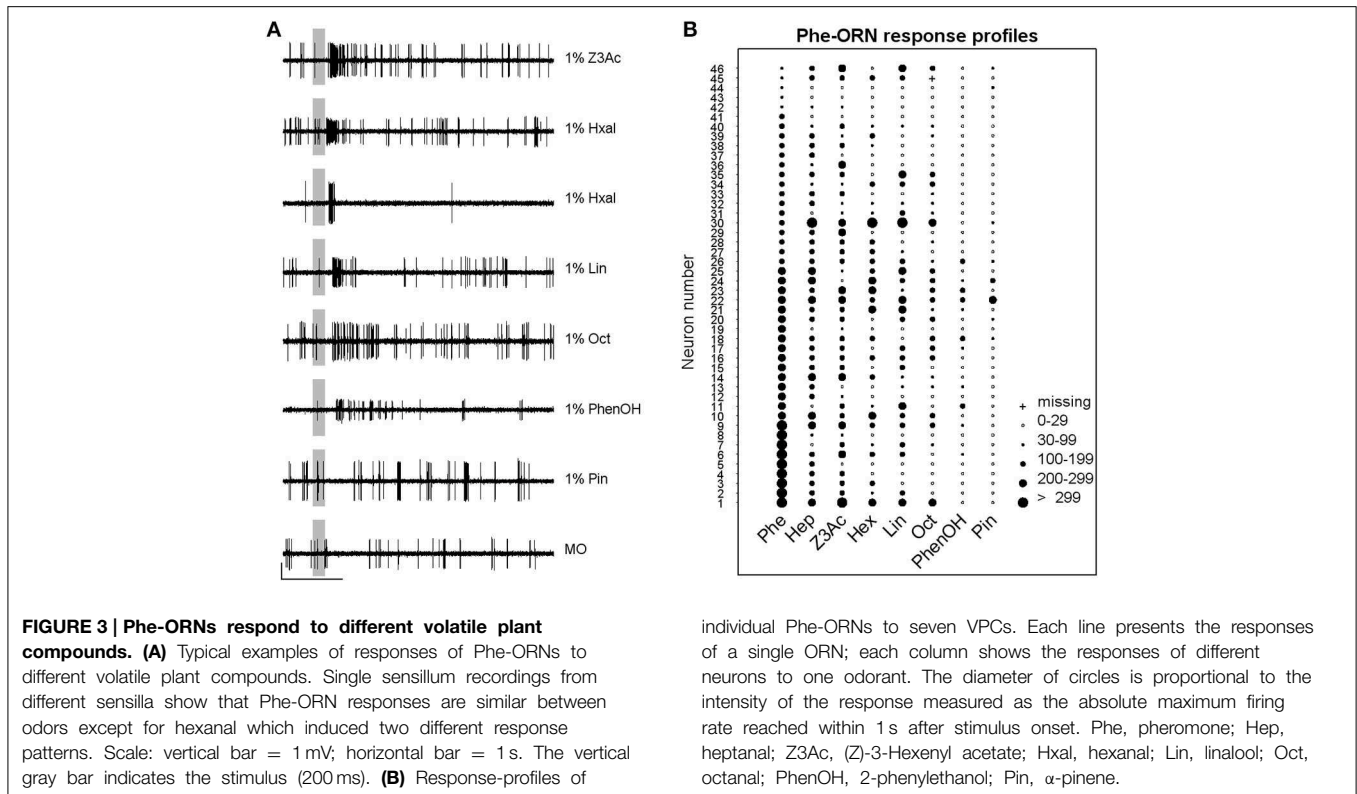 A
1% Z3Ac
1% Hxal
1% Hxal
1% Lin
1% Oct
1% PhenOH
1% Pin
MO
B
Phe-ORN response profiles
Neuron number
46
45
44
43
42
41
40
39
38
37
36
35
34
33
32
31
30
29
28
27
26
25
24
23
22
21
20
19
18
17
16
15
14
13
12
11
10
9
8
7
6
5
4
3
2
1
Phe
Hep
Z3Ac
Hex
Lin
Oct
PhenOH
Pin
+ missing
0-29
30-99
100-199
200-299
> 299
FIGURE 3 | Phe-ORNs respond to different volatile plant
compounds. (A) Typical examples of responses of Phe-ORNs to
different volatile plant compounds. Single sensillum recordings from
different sensilla show that Phe-ORN responses are similar between
odors except for hexanal which induced two different response
patterns. Scale: vertical bar = 1 mV; horizontal bar = 1 s. The vertical
gray bar indicates the stimulus (200 ms). (B) Response-profiles of
individual Phe-ORNs to seven VPCs. Each line presents the responses
of a single ORN; each column shows the responses of different
neurons to one odorant. The diameter of circles is proportional to the
intensity of the response measured as the absolute maximum firing
rate reached within 1 s after stimulus onset. Phe, pheromone; Hep,
heptanal; Z3Ac, (Z)-3-Hexenyl acetate; Hxal, hexanal; Lin, linalool; Oct,
octanal; PhenOH, 2-phenylethanol; Pin, α-pinene.